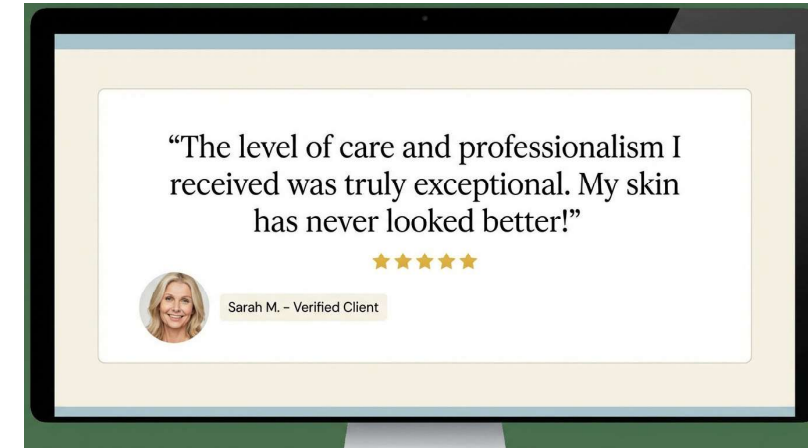 “The level of care and professionalism I
received was truly exceptional. My skin
has never looked better!”
Sarah M. – Verified Client